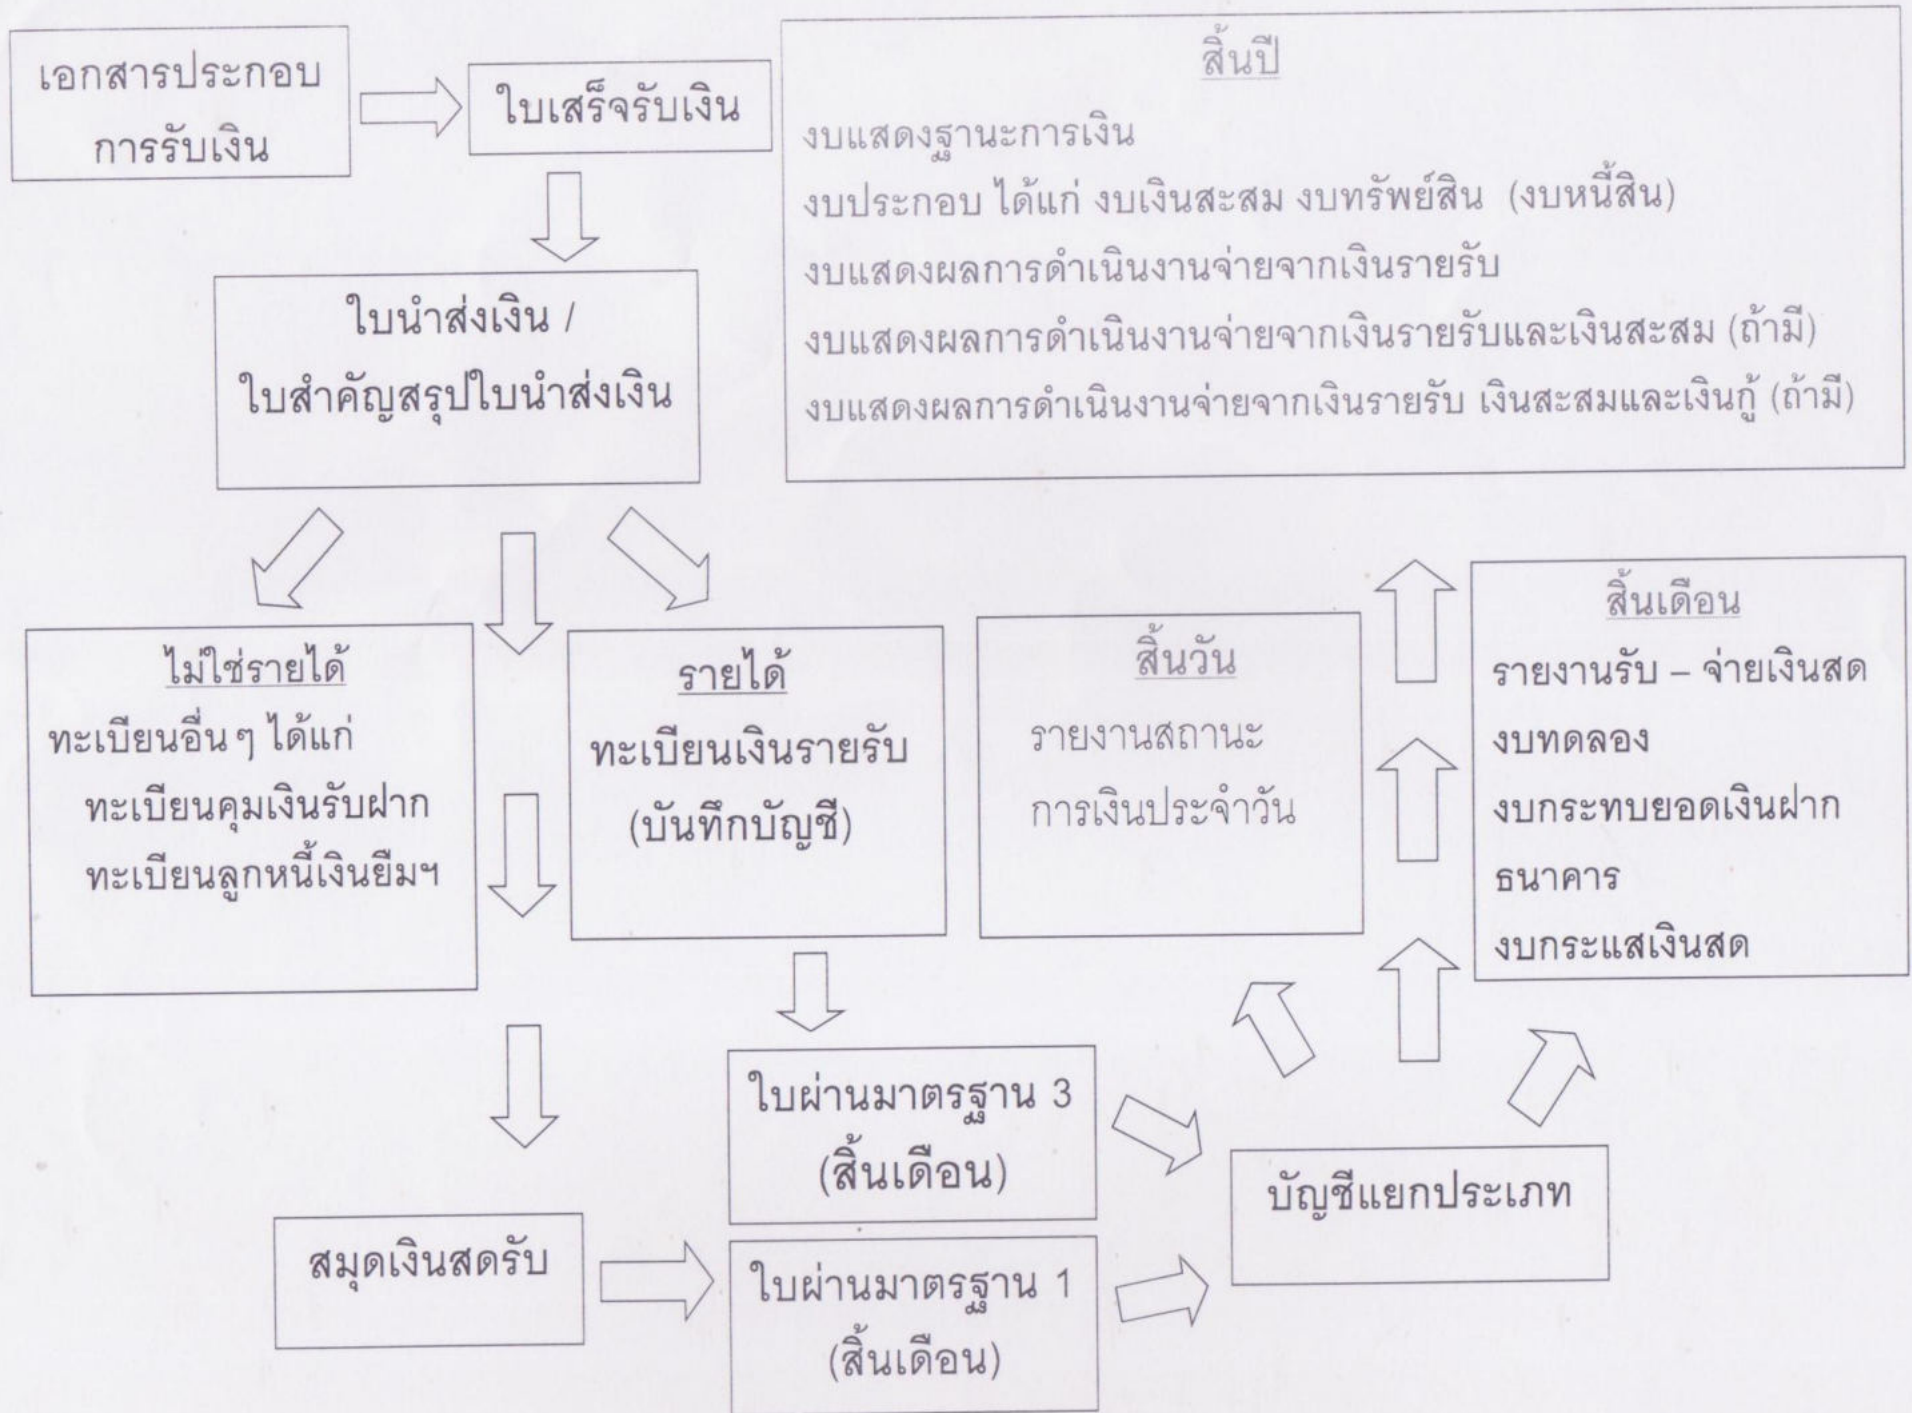 เอกสารประกอบ
การรับเงิน
ใบเสร็จรับเงิน
สิ้นปี
งบแสดงฐานะการเงิน
งบประกอบ ได้แก่ งบเงินสะสม งบทรัพย์สิน (งบหนี้สิน)
งบแสดงผลการดำเนินงานจ่ายจากเงินรายรับ
งบแสดงผลการดำเนินงานจ่ายจากเงินรายรับและเงินสะสม (ถ้ามี)
งบแสดงผลการดำเนินงานจ่ายจากเงินรายรับ เงินสะสมและเงินกู้ (ถ้ามี)
ใบนำส่งเงิน /
ใบสำคัญสรุปใบนำส่งเงิน
ไม่ใช่รายได้
ทะเบียนอื่นๆ ได้แก่
ทะเบียนคุมเงินรับฝาก
ทะเบียนลูกหนี้เงินยืมฯ
รายได้
ทะเบียนเงินรายรับ
(บันทึกบัญชี)
สิ้นวัน
รายงานสถานะ
การเงินประจำวัน
สิ้นเดือน
รายงานรับ – จ่ายเงินสด
งบทดลอง
งบกระทบยอดเงินฝาก
ธนาคาร
งบกระแสเงินสด
ใบผ่านมาตรฐาน 3
(สิ้นเดือน)
บัญชีแยกประเภท
สมุดเงินสดรับ
ใบผ่านมาตรฐาน 1
(สิ้นเดือน)